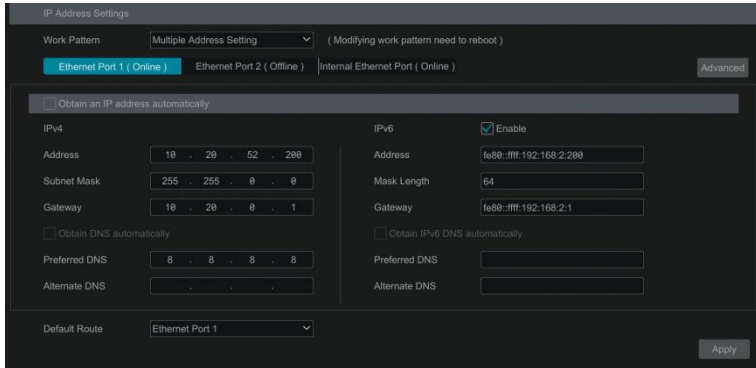 IP Address Settings
Work Pattern Multiple Address Setting ( Modifying work pattern need to reboot )
Ethernet Port 1 ( Online ) Ethernet Port 2 ( Offline ) Internal Ethernet Port ( Online ) Advanced
Obtain an IP address automatically
IPv4 IPv6 Enable
Address 10 . 20 . 52 . 200 Address fe80::ffff:192:168:2:200
Subnet Mask 255 . 255 . 0 . 0 Mask Length 64
Gateway 10 . 20 . 0 . 1 Gateway fe80::ffff:192:168:2:1
Obtain DNS automatically Obtain IPv6 DNS automatically
Preferred DNS 8 . 8 . 8 . 8 Preferred DNS
Alternate DNS . . . Alternate DNS
Default Route Ethernet Port 1
Apply